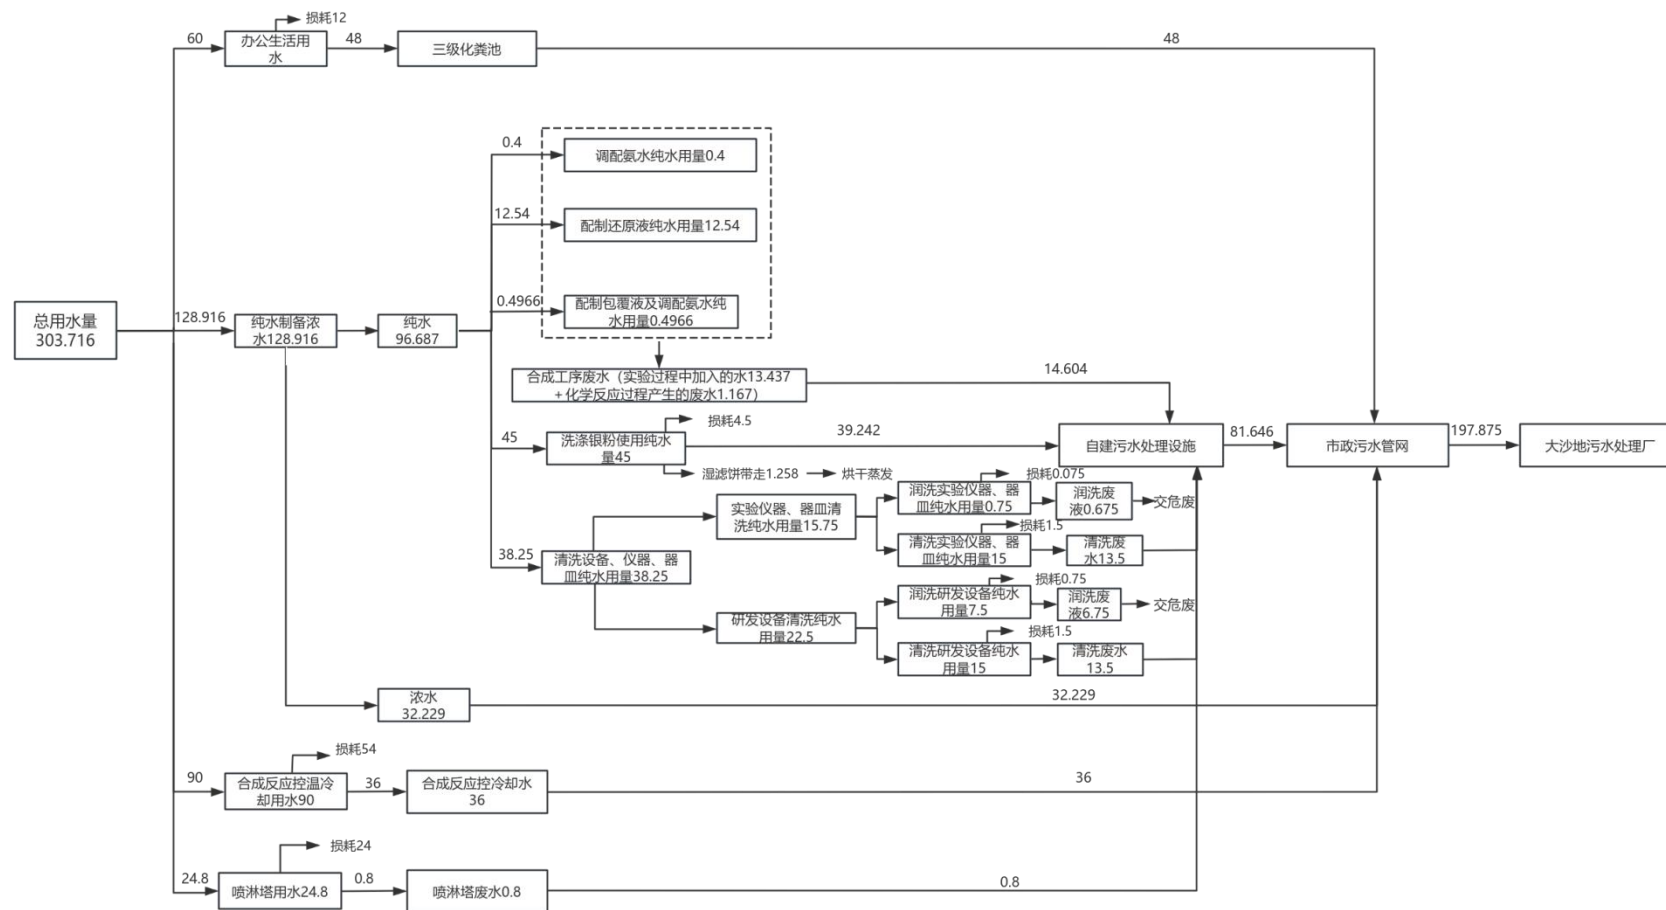 损耗12
60
办公生活用
水
48
三级化粪池
48
0.4
调配氨水纯水用量0.4
12.54
配制还原液纯水用量12.54
0.4966
配制包覆液及调配氨水纯
水用量0.4966
总用水量
303.716
128.916
纯水制备浓
水128.916
纯水
96.687
合成工序废水（实验过程中加入的水13.437
+化学反应过程产生的废水1.167）
14.604
45
洗涤银粉使用纯水
量45
损耗4.5
39.242
湿滤饼带走1.258
烘干蒸发
自建污水处理设施
81.646
市政污水管网
197.875
大沙地污水处理厂
38.25
清洗设备、仪器、器
皿纯水用量38.25
实验仪器、器皿清
洗纯水用量15.75
损耗0.075
润洗实验仪器、器
皿纯水用量0.75
润洗废
液0.675
交危废
损耗1.5
清洗实验仪器、器
皿纯水用量15
清洗废
水13.5
研发设备清洗纯水
用量22.5
损耗0.75
润洗研发设备纯水
用量7.5
润洗废
液6.75
交危废
损耗1.5
清洗研发设备纯水
用量15
清洗废水
13.5
浓水
32.229
32.229
损耗54
90
合成反应控温冷
却用水90
36
合成反应控冷却水
36
36
损耗24
24.8
喷淋塔用水24.8
0.8
喷淋塔废水0.8
0.8